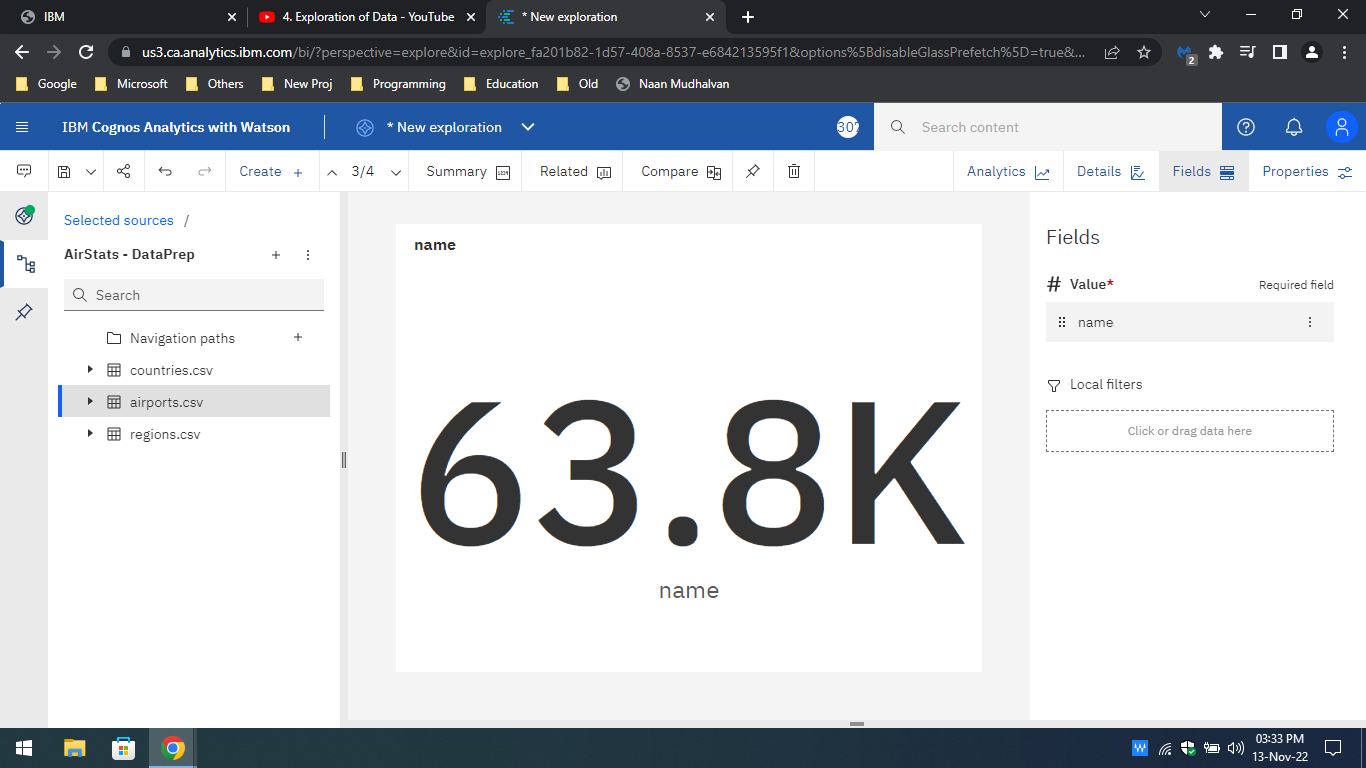 IBM
4. Exploration of Data - YouTube
* New exploration
us3.ca.analytics.ibm.com/bi/?perspective=explore&id=explore_fa201b82-1d57-408a-8537-e684213595f1&options%5BdisableGlassPrefetch%5D=true&...
2
Google
Microsoft
Others
New Proj
Programming
Education
Old
Naan Mudhalvan
IBM Cognos Analytics with Watson
* New exploration
30?
Search content
Create
3/4
Summary
Related
Compare
Analytics
Details
Fields
Properties
Selected sources /
AirStats - DataPrep
Search
Navigation paths
countries.csv
airports.csv
regions.csv
name
63.8K
name
Fields
# Value*
Required field
name
Local filters
Click or drag data here
W
03:33 PM
13-Nov-22